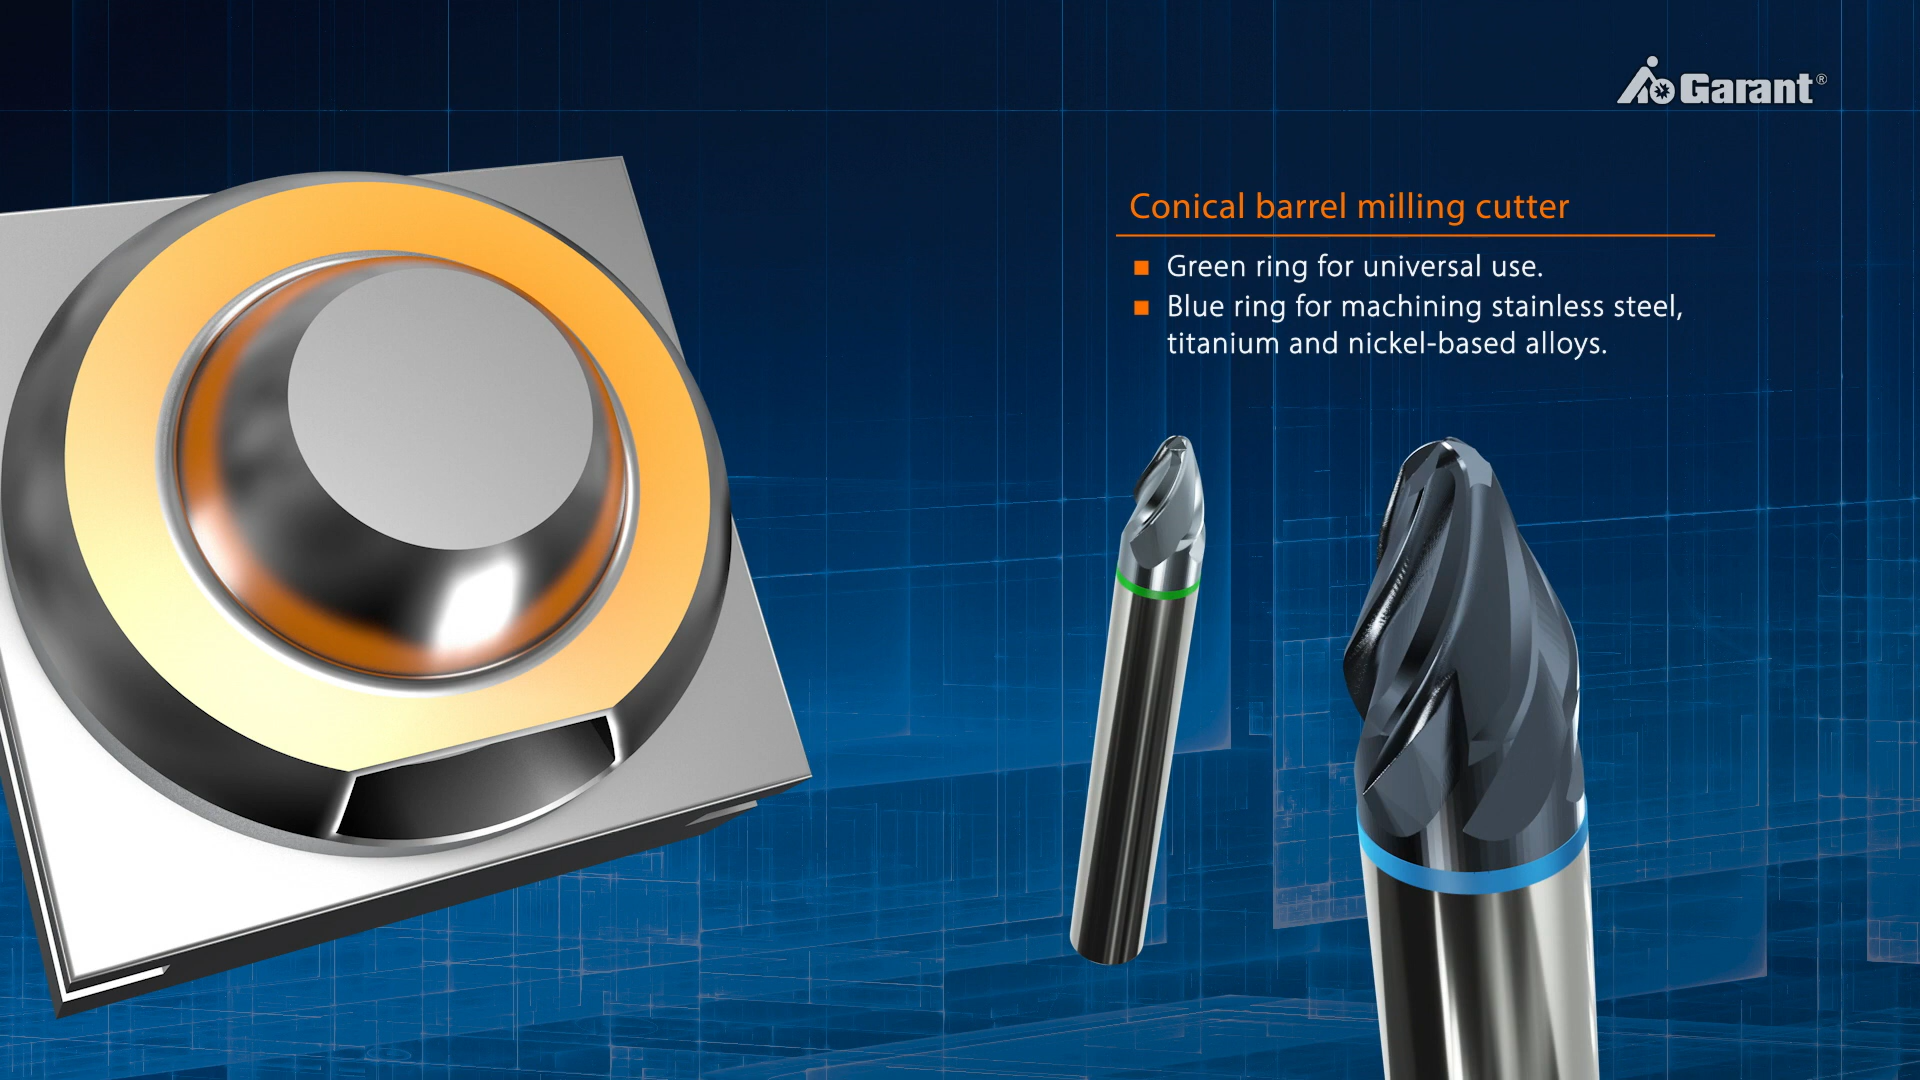 Garant®
Conical barrel milling cutter
Green ring for universal use.
Blue ring for machining stainless steel,
titanium and nickel-based alloys.